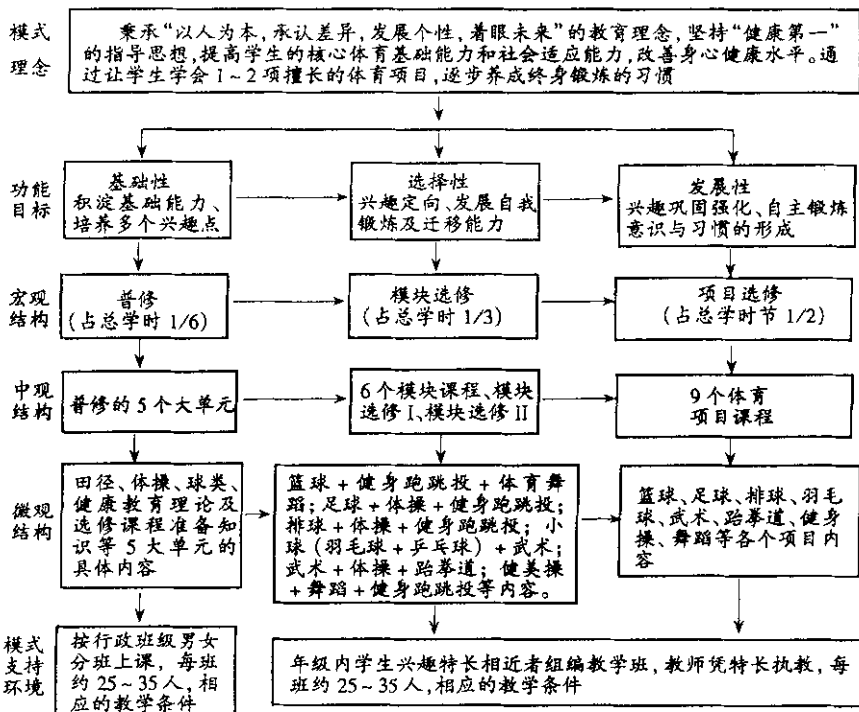 模式
理念
秉承“以人为本，承认差异，发展个性，着眼未来”的教育理念，坚持“健康第一”
的指导思想，提高学生的核心体育基础能力和社会适应能力，改善身心健康水平。通
过让学生学会1~2项擅长的体育项目，逐步养成终身锻炼的习惯
功能
目标
基础性
积淀基础能力、
培养多个兴趣点
选择性
兴趣定向、发展自我
锻炼及迁移能力
发展性
兴趣巩固强化、自主锻炼
意识与习惯的形成
宏观
结构
普修
（占总学时1/6）
模块选修
（占总学时1/3）
项目选修
（占总学时节1/2）
中观
结构
普修的5个大单元
6个模块课程、模块
选修I、模块选修II
9个体育
项目课程
微观
结构
田径、体操、球类、
健康教育理论及
选修课程准备知
识等5大单元的
具体内容
篮球+健身跑跳投+体育舞
蹈；足球+体操+健身跑跳投；
排球+体操+健身跑跳投；小
球（羽毛球+乒乓球）+武术；
武术+体操+跆拳道；健美操
+舞蹈+健身跑跳投等内容。
篮球、足球、排球、羽毛
球、武术、跆拳道、健身
操、舞蹈等各个项目内
容
模式
支持
环境
按行政班级男女
分班上课，每班
约25~35人，相
应的教学条件
年级内学生兴趣特长相近者组编教学班，教师凭特长执教，每
班约25~35人，相应的教学条件